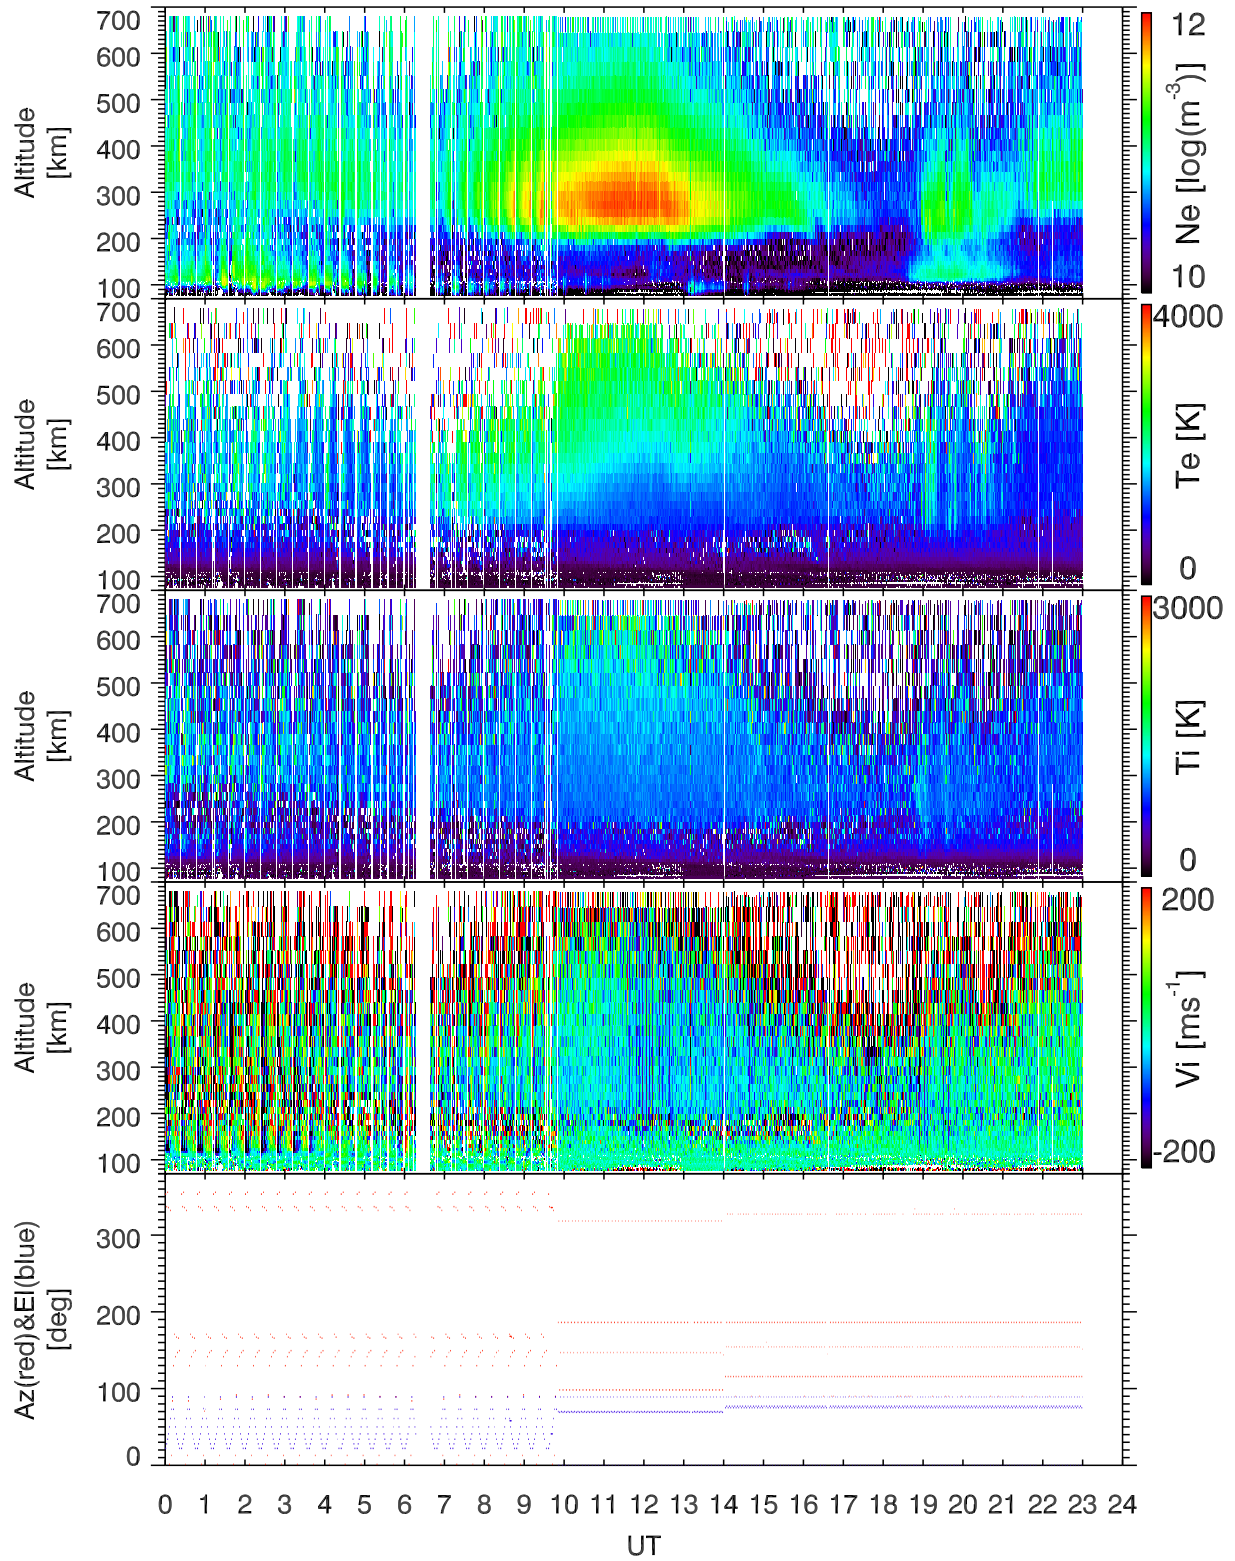 700
600
500
400
300
200
100
Altitude
[km]
12
Ne [log(m⁻³)]
10
700
600
500
400
300
200
100
Altitude
[km]
4000
Te [K]
0
700
600
500
400
300
200
100
Altitude
[km]
3000
Ti [K]
0
700
600
500
400
300
200
100
Altitude
[km]
200
Vi [ms⁻¹]
-200
300
200
100
0
Az(red)&El(blue)
[deg]
0 1 2 3 4 5 6 7 8 9 10 11 12 13 14 15 16 17 18 19 20 21 22 23 24
UT